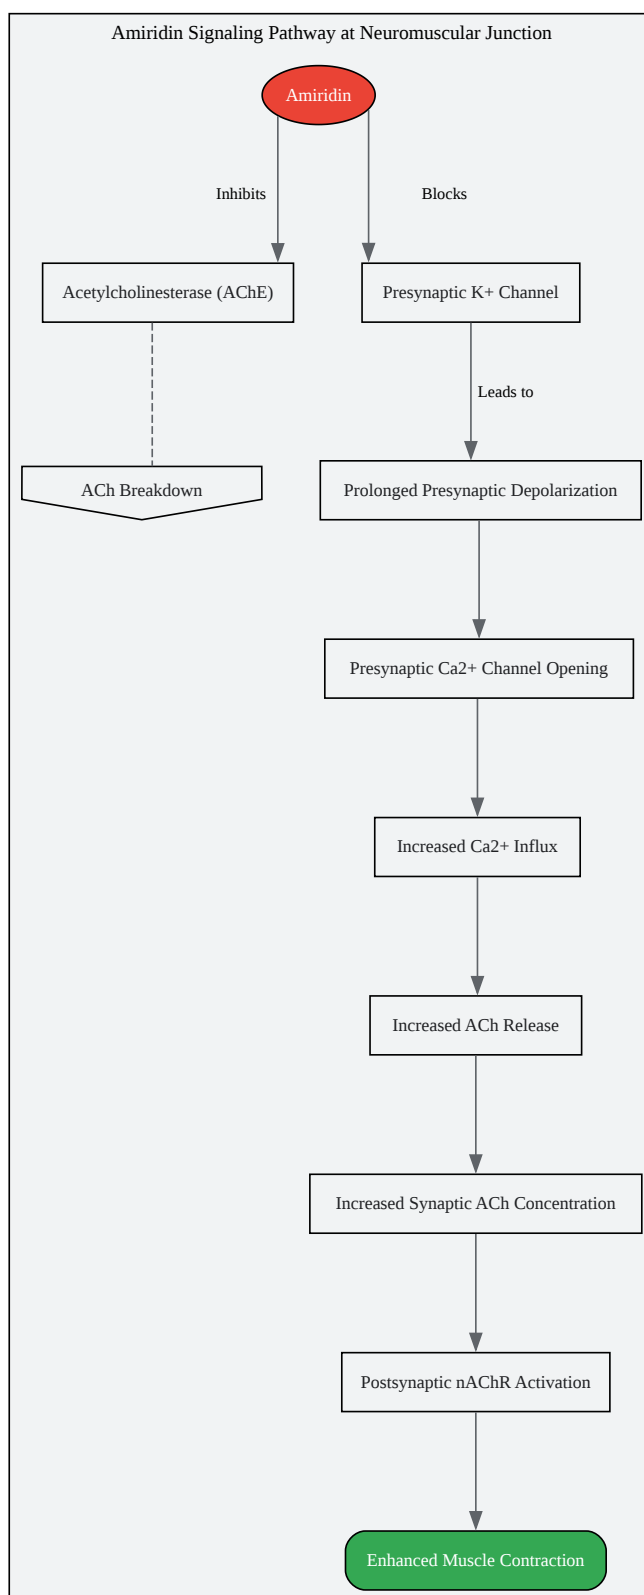 Amiridin Signaling Pathway at Neuromuscular Junction
Amiridin
Inhibits
Blocks
Acetylcholinesterase (AChE)
Presynaptic K+ Channel
Leads to
ACh Breakdown
Prolonged Presynaptic Depolarization
Presynaptic Ca2+ Channel Opening
Increased Ca2+ Influx
Increased ACh Release
Increased Synaptic ACh Concentration
Postsynaptic nAChR Activation
Enhanced Muscle Contraction